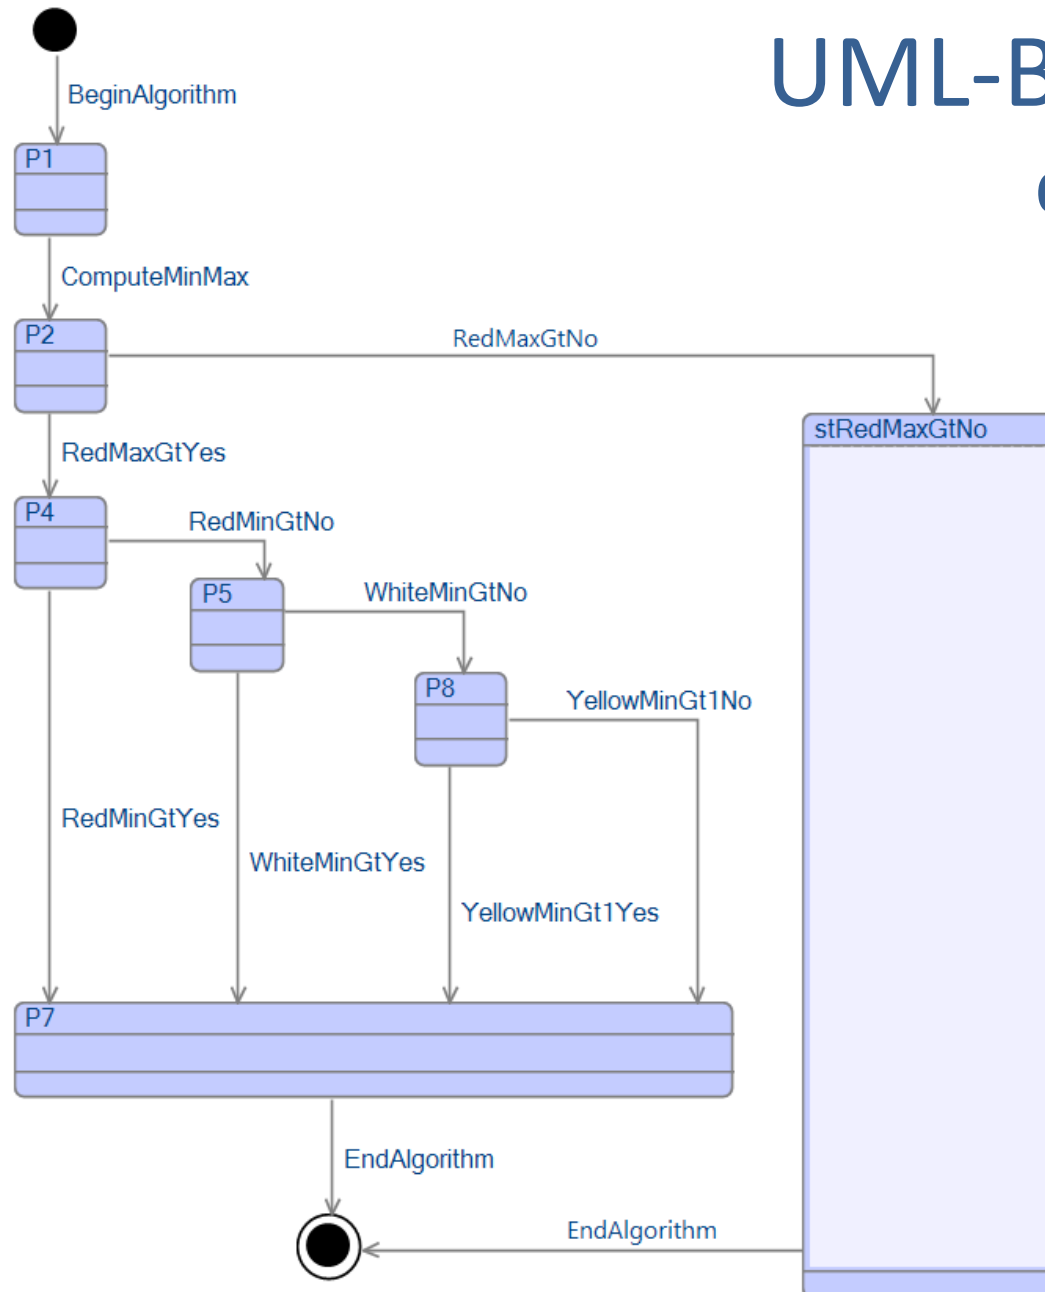 UML-B
BeginAlgorithm
P1
ComputeMinMax
P2
RedMaxGtNo
stRedMaxGtNo
RedMaxGtYes
P4
RedMinGtNo
P5
WhiteMinGtNo
P8
YellowMinGt1No
RedMinGtYes
WhiteMinGtYes
YellowMinGt1Yes
P7
EndAlgorithm
EndAlgorithm